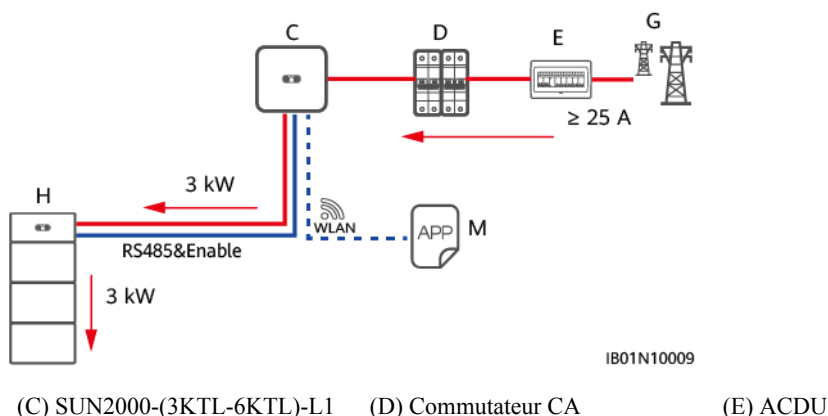 C
D
E
G
≥ 25 A
3 kW
H
WLAN
APP
M
RS485&Enable
3 kW
IB01N10009
(C) SUN2000-(3KTL-6KTL)-L1 (D) Commutateur CA (E) ACDU